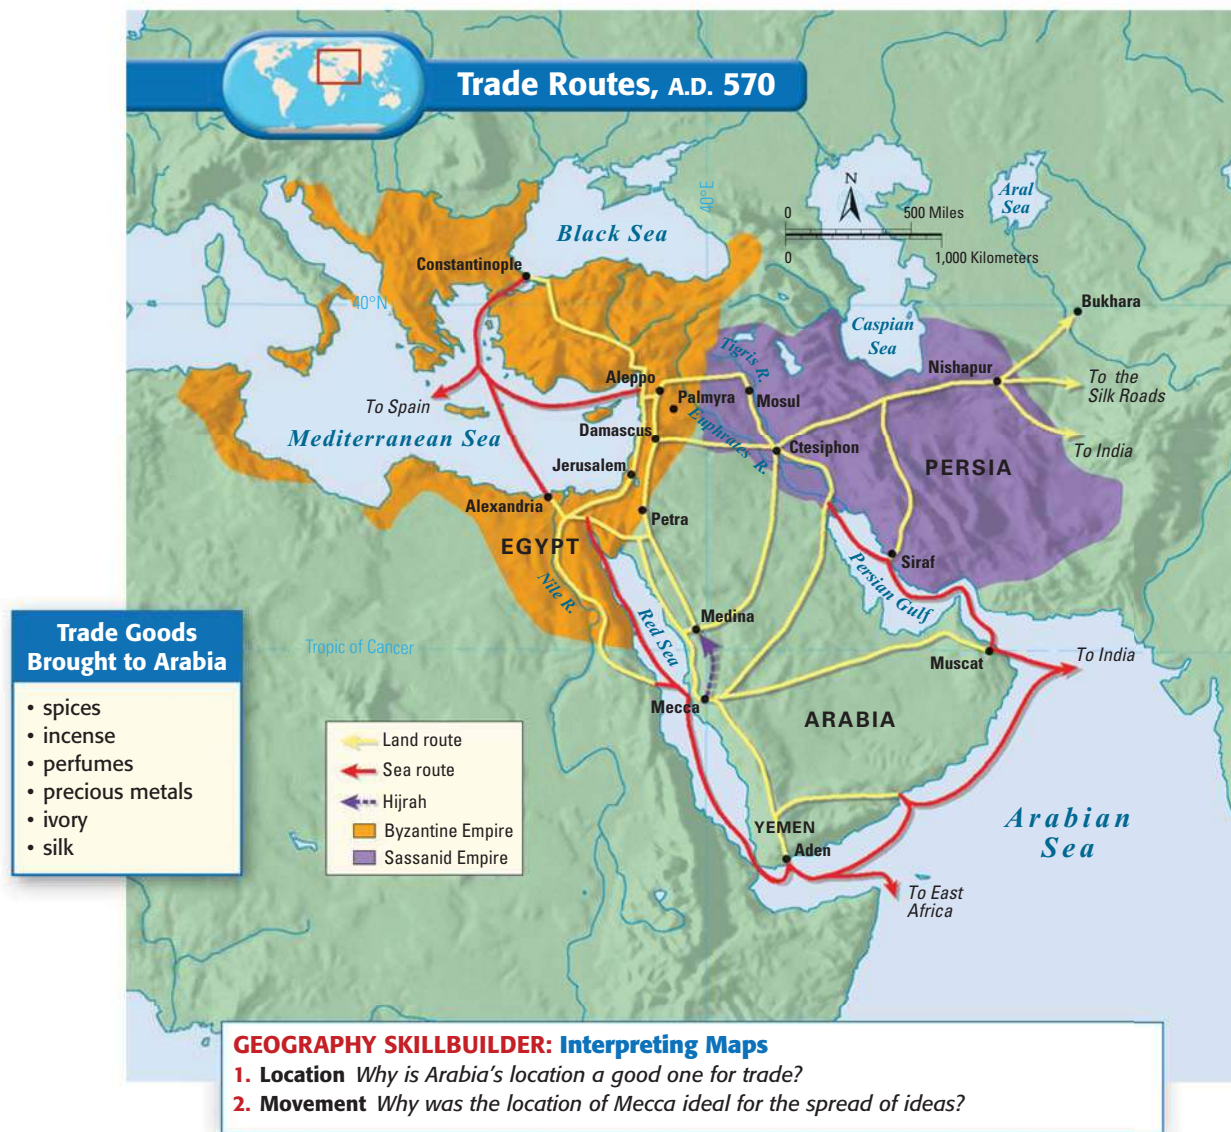 Trade Routes, A.D. 570
40°E
N
0 500 Miles
0 1,000 Kilometers
Aral
Sea
Black Sea
Constantinople
40°N
Bukhara
Caspian
Sea
Tigris R.
Nishapur
Aleppo
To the
Silk Roads
Palmyra
Mosul
To Spain
Mediterranean Sea
Damascus
Euphrates R.
Ctesiphon
To India
PERSIA
Jerusalem
Alexandria
Petra
EGYPT
Siraf
Nile R.
Persian Gulf
Red Sea
Medina
Tropic of Cancer
Muscat
To India
Mecca
ARABIA
Trade Goods
Brought to Arabia
• spices
• incense
• perfumes
• precious metals
• ivory
• silk
Land route
Sea route
Hijrah
Byzantine Empire
Sassanid Empire
YEMEN
Aden
Arabian
Sea
To East
Africa
GEOGRAPHY SKILLBUILDER: Interpreting Maps
1. Location Why is Arabia's location a good one for trade?
2. Movement Why was the location of Mecca ideal for the spread of ideas?